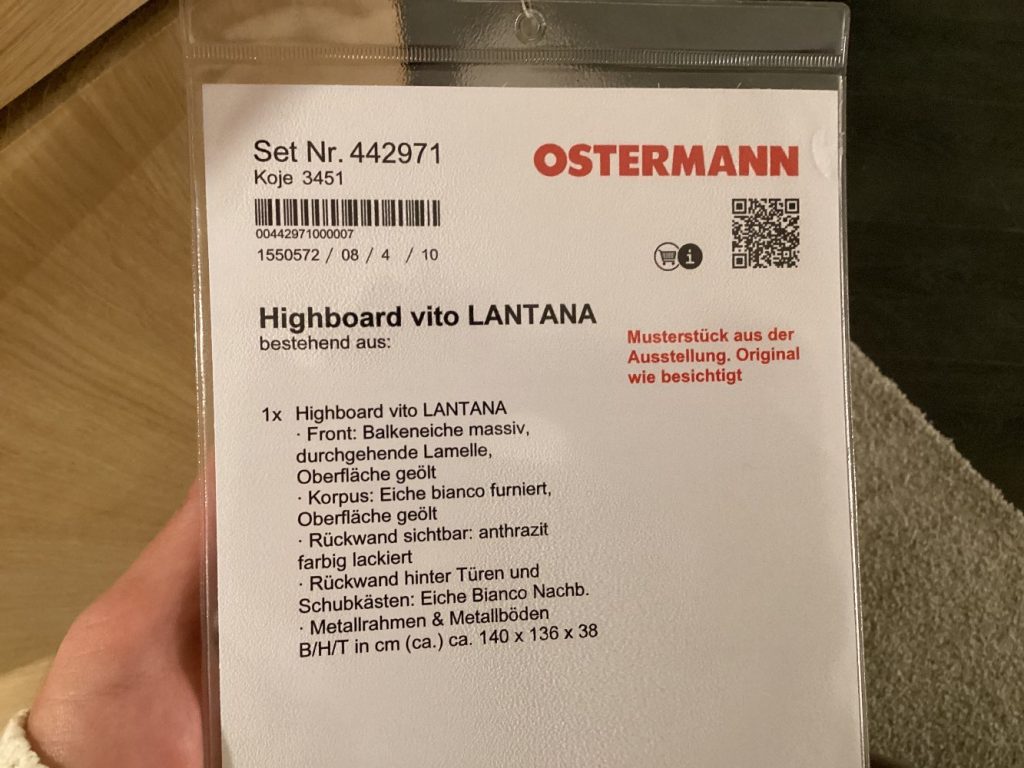 Set Nr. 442971
Koje 3451
OSTERMANN
00442971000007
1550572 / 08 / 4 / 10
i
Highboard vito LANTANA
bestehend aus:
Musterstück aus der
Ausstellung. Original
wie besichtigt
1x Highboard vito LANTANA
· Front: Balkeneiche massiv,
durchgehende Lamelle,
Oberfläche geölt
· Korpus: Eiche bianco furniert,
Oberfläche geölt
· Rückwand sichtbar: anthrazit
farbig lackiert
· Rückwand hinter Türen und
Schubkästen: Eiche Bianco Nachb.
· Metallrahmen & Metallböden
B/H/T in cm (ca.) ca. 140 x 136 x 38